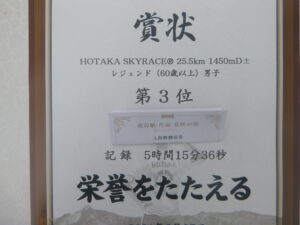 賞状
HOTAKA SKYRACE® 25.5km 1450mD±
レジェンド（60歳以上）男子
第3位
記録 5時間15分36秒
栄誉をたたえる